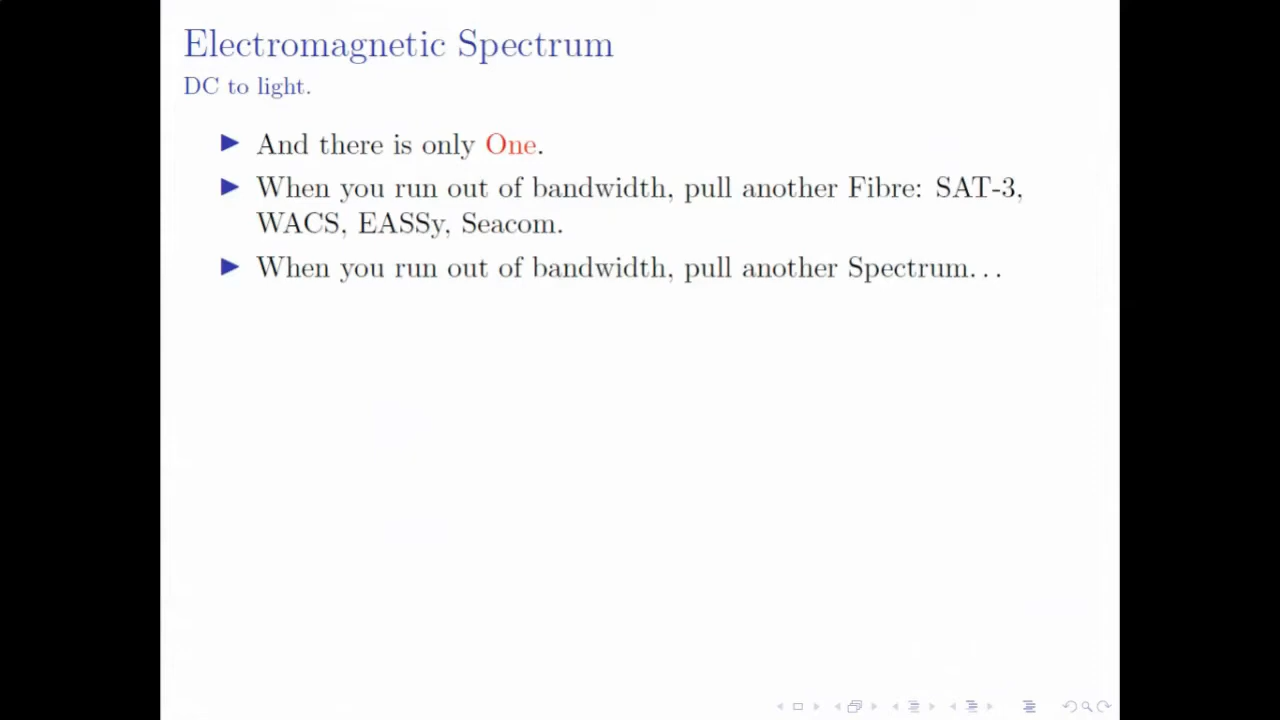 Electromagnetic Spectrum
DC to light.
And there is only One.
When you run out of bandwidth, pull another Fibre: SAT-3,
WACS, EASSy, Seacom.
When you run out of bandwidth, pull another Spectrum...